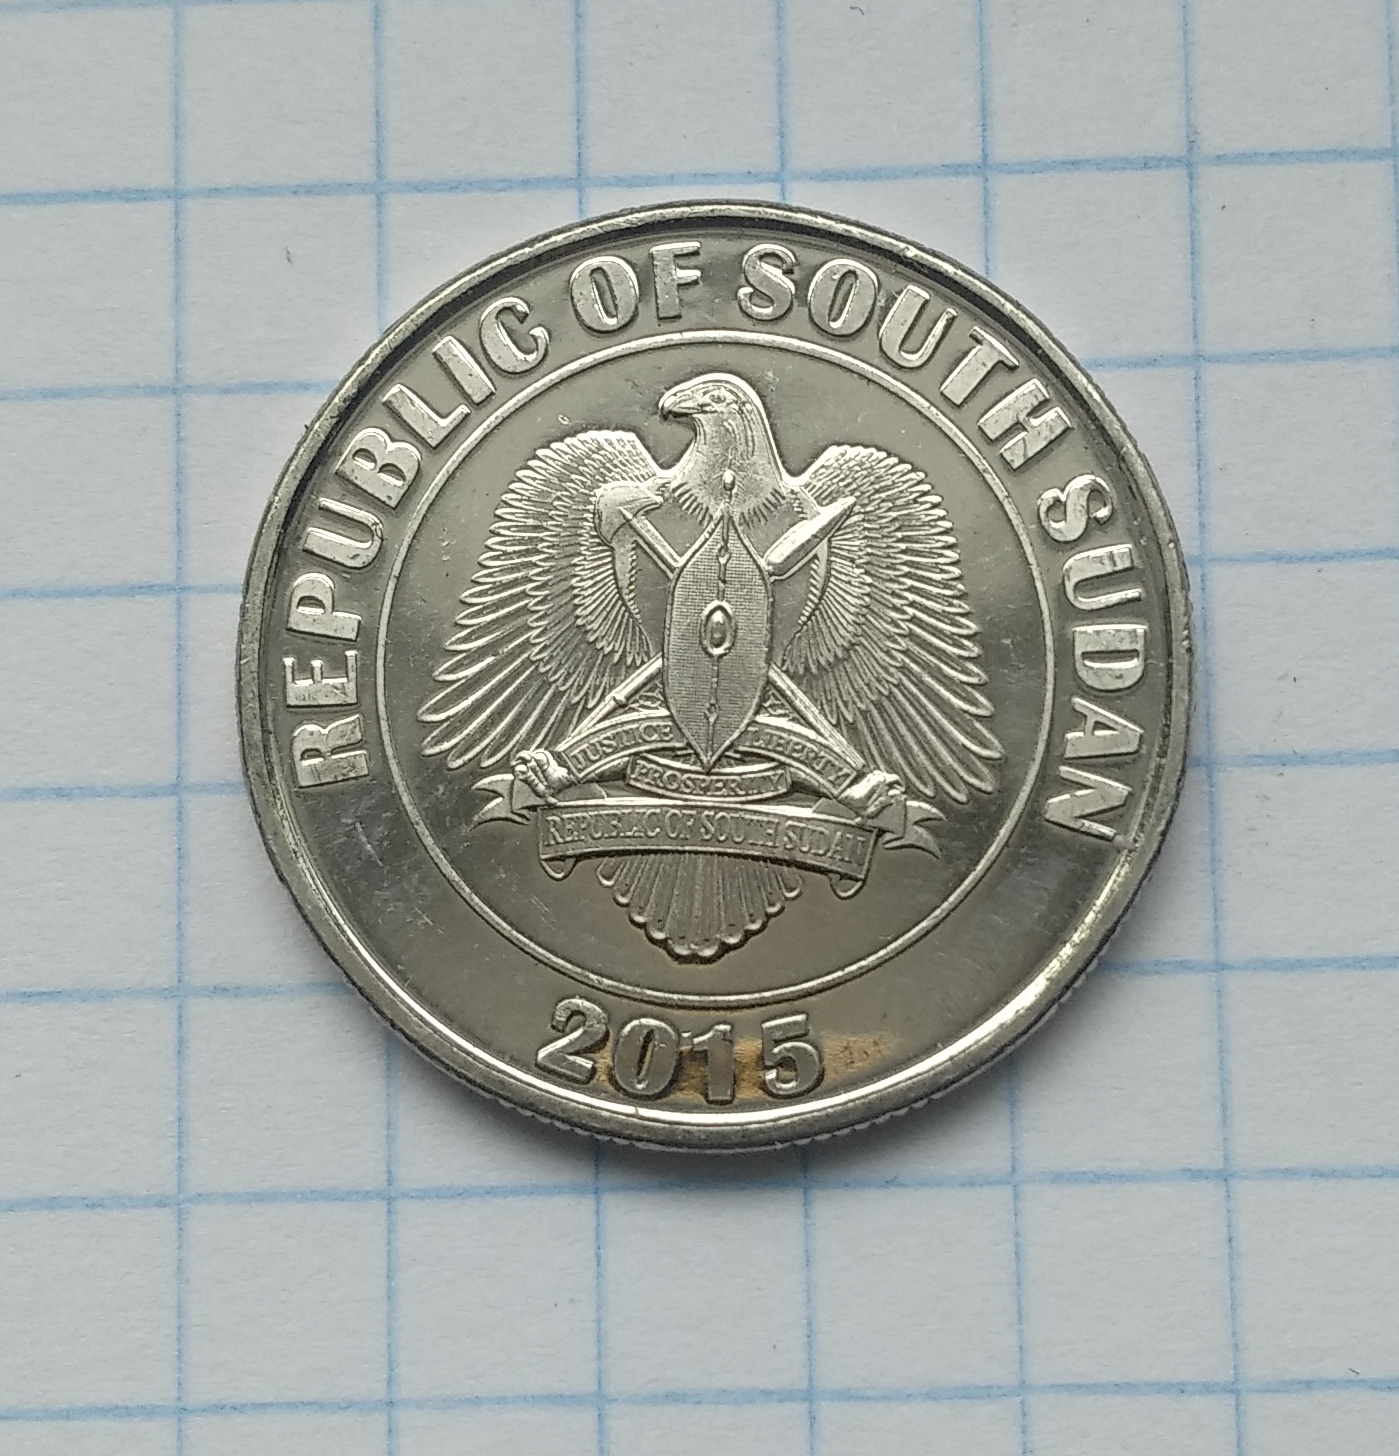 REPUBLIC OF SOUTH SUDAN
JUSTICE LIBERTY
PROSPERITY
REPUBLIC OF SOUTH SUDAN
2015